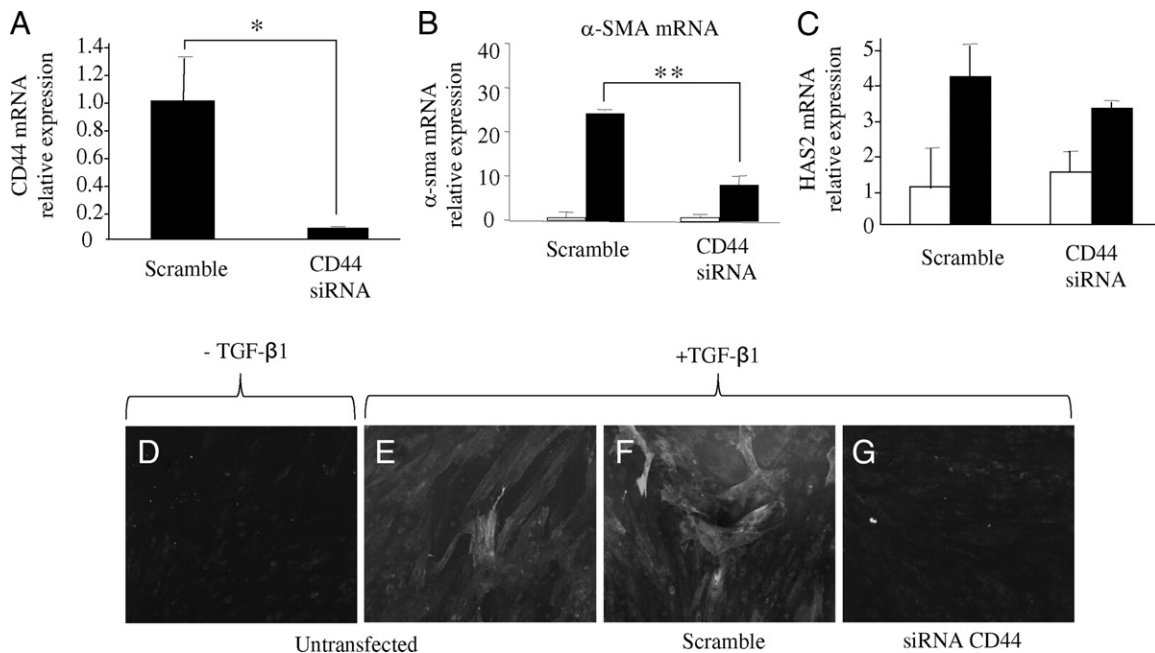 A
CD44 mRNA
relative expression
1.4
1.2
1.0
0.8
0.6
0.4
0.2
0
*
Scramble
CD44
siRNA
B
α-SMA mRNA
α-sma mRNA
relative expression
40
30
20
10
0
**
Scramble
CD44
siRNA
C
HAS2 mRNA
relative expression
5
4
3
2
1
0
Scramble
CD44
siRNA
- TGF-β1
+TGF-β1
D
E
F
G
Untransfected
Scramble
siRNA CD44